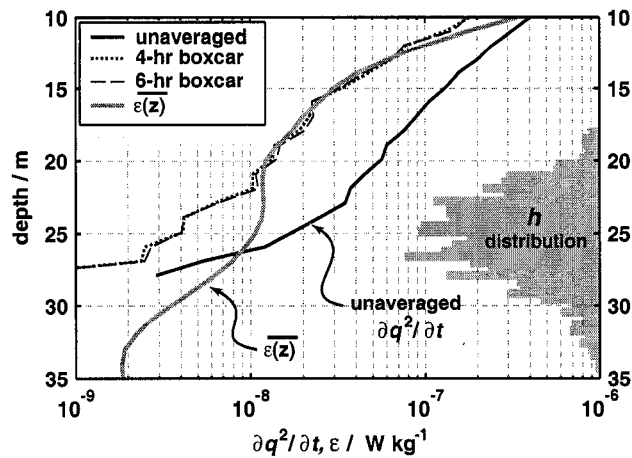 unaveraged
4-hr boxcar
6-hr boxcar
ε(z)
10
15
20
25
30
35
depth / m
10
15
20
25
30
35
h
distribution
unaveraged
∂q²/∂t
ε(z)
10⁻⁹
10⁻⁸
10⁻⁷
10⁻⁶
∂q²/∂t, ε / W kg⁻¹